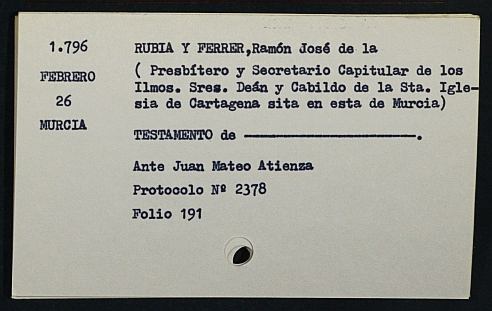 1.796
FEBRERO
26
MURCIA
RUBIA Y FERRER,Ramón José de la
( Presbítero y Secretario Capitular de los
Ilmos. Sres. Deán y Cabildo de la Sta. Igle-
sia de Cartagena sita en esta de Murcia)
TESTAMENTO de ———————————.
Ante Juan Mateo Atienza
Protocolo Nº 2378
Folio 191